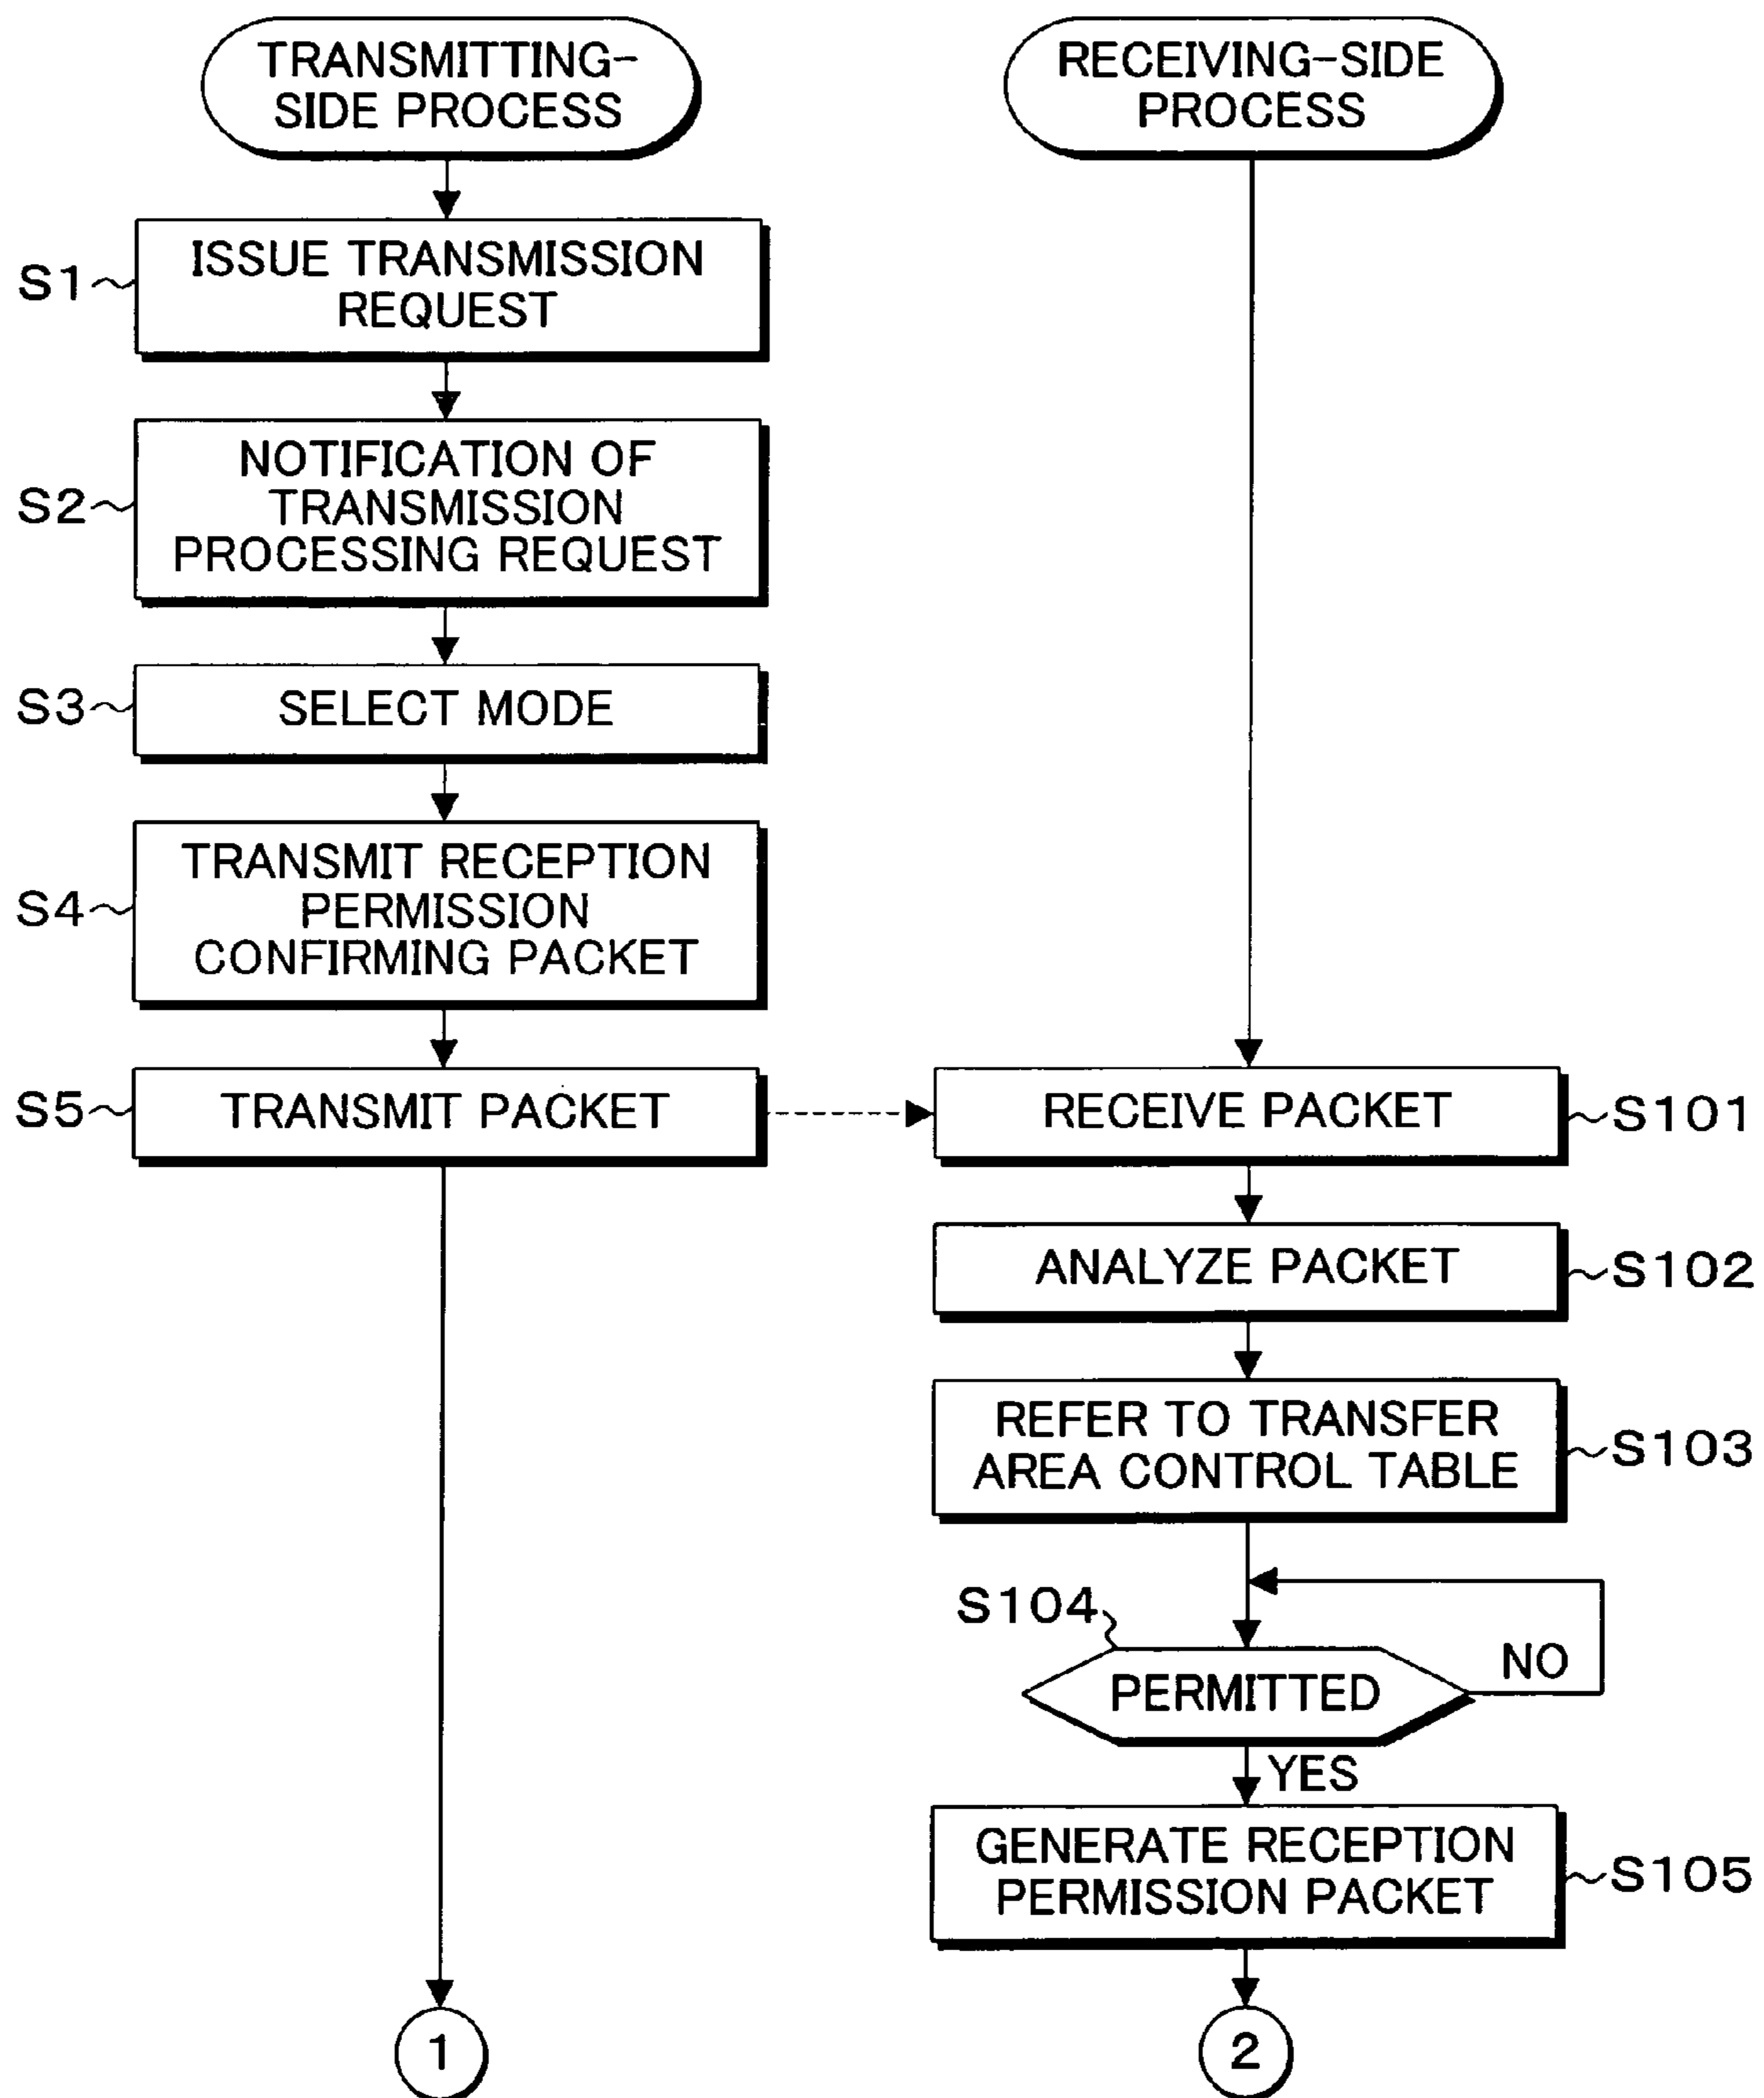 TRANSMITTING-
SIDE PROCESS
S1
ISSUE TRANSMISSION
REQUEST
S2
NOTIFICATION OF
TRANSMISSION
PROCESSING REQUEST
S3
SELECT MODE
S4
TRANSMIT RECEPTION
PERMISSION
CONFIRMING PACKET
S5
TRANSMIT PACKET
1
RECEIVING-SIDE
PROCESS
RECEIVE PACKET
S101
ANALYZE PACKET
S102
REFER TO TRANSFER
AREA CONTROL TABLE
S103
S104
PERMITTED
NO
YES
GENERATE RECEPTION
PERMISSION PACKET
S105
2